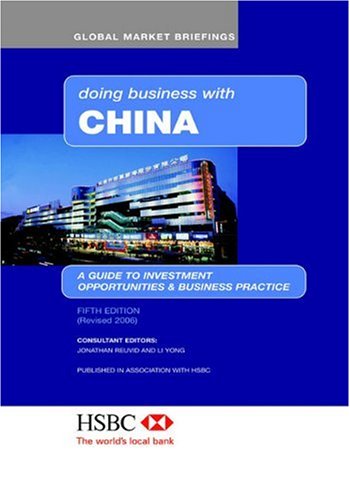 GLOBAL MARKET BRIEFINGS
doing business with
CHINA
A GUIDE TO INVESTMENT
OPPORTUNITIES & BUSINESS PRACTICE
FIFTH EDITION
(Revised 2006)
CONSULTANT EDITORS:
JONATHAN REUVID AND LI YONG
PUBLISHED IN ASSOCIATION WITH HSBC
HSBC
The world's local bank